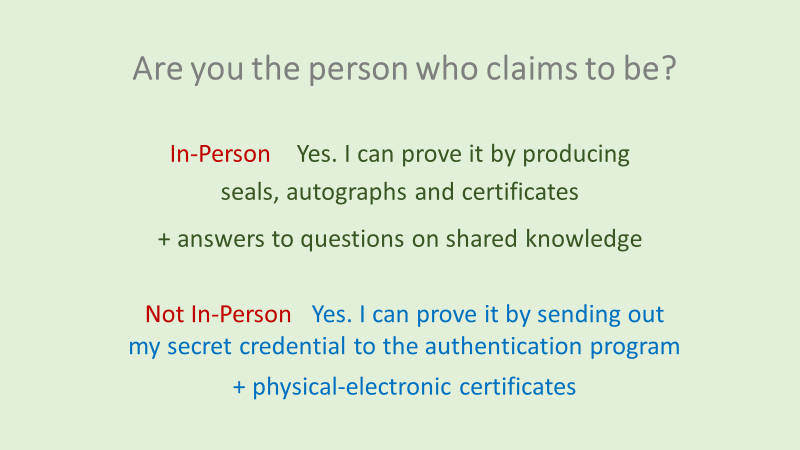 Are you the person who claims to be?
In-Person Yes. I can prove it by producing
seals, autographs and certificates
+ answers to questions on shared knowledge
Not In-Person Yes. I can prove it by sending out
my secret credential to the authentication program
+ physical-electronic certificates